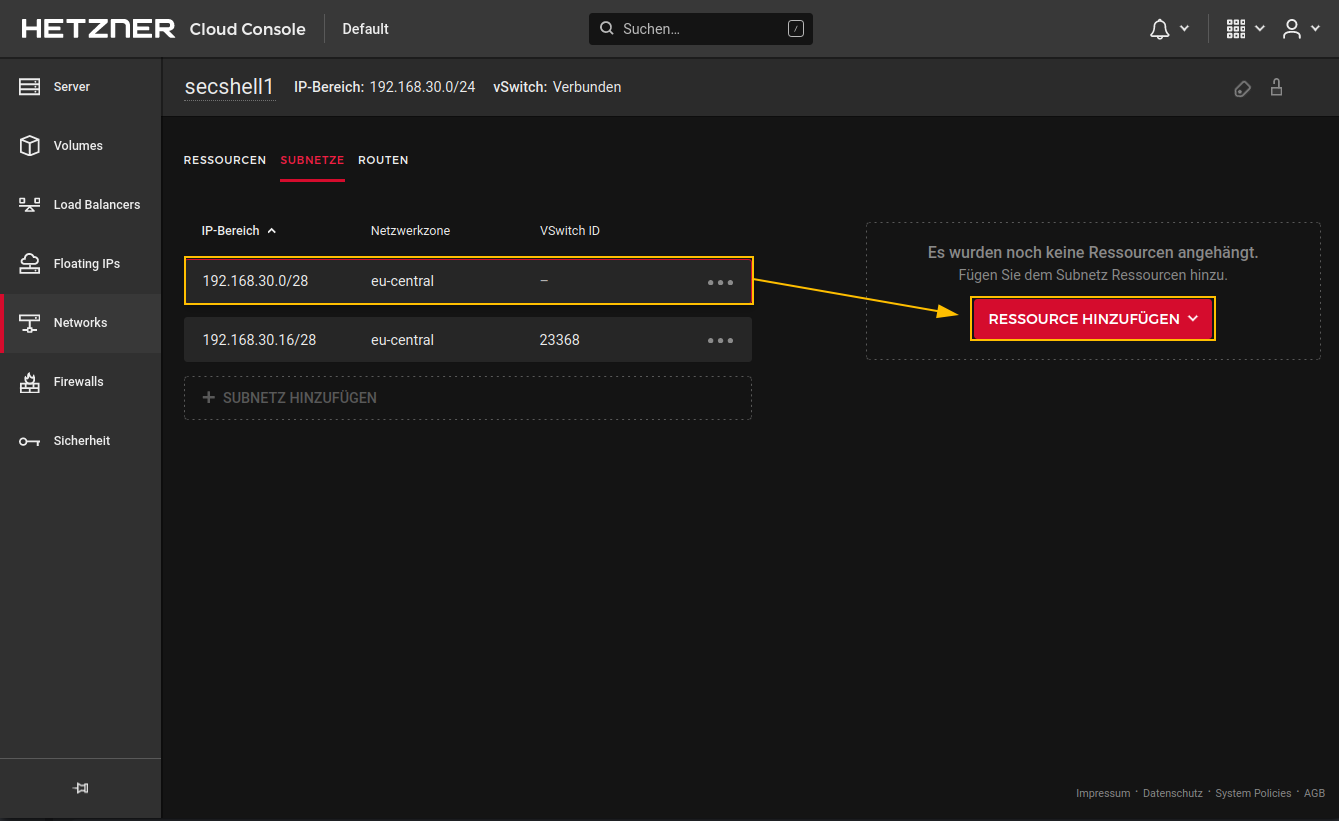 HETZNER Cloud Console Default Suchen... /
Server
Volumes
Load Balancers
Floating IPs
Networks
Firewalls
Sicherheit
secshell1 IP-Bereich: 192.168.30.0/24 vSwitch: Verbunden
RESSOURCEN SUBNETZE ROUTEN
IP-Bereich Netzwerkzone VSwitch ID
192.168.30.0/28 eu-central –
192.168.30.16/28 eu-central 23368
+ SUBNETZ HINZUFÜGEN
Es wurden noch keine Ressourcen angehängt.
Fügen Sie dem Subnetz Ressourcen hinzu.
RESSOURCE HINZUFÜGEN
Impressum · Datenschutz · System Policies · AGB